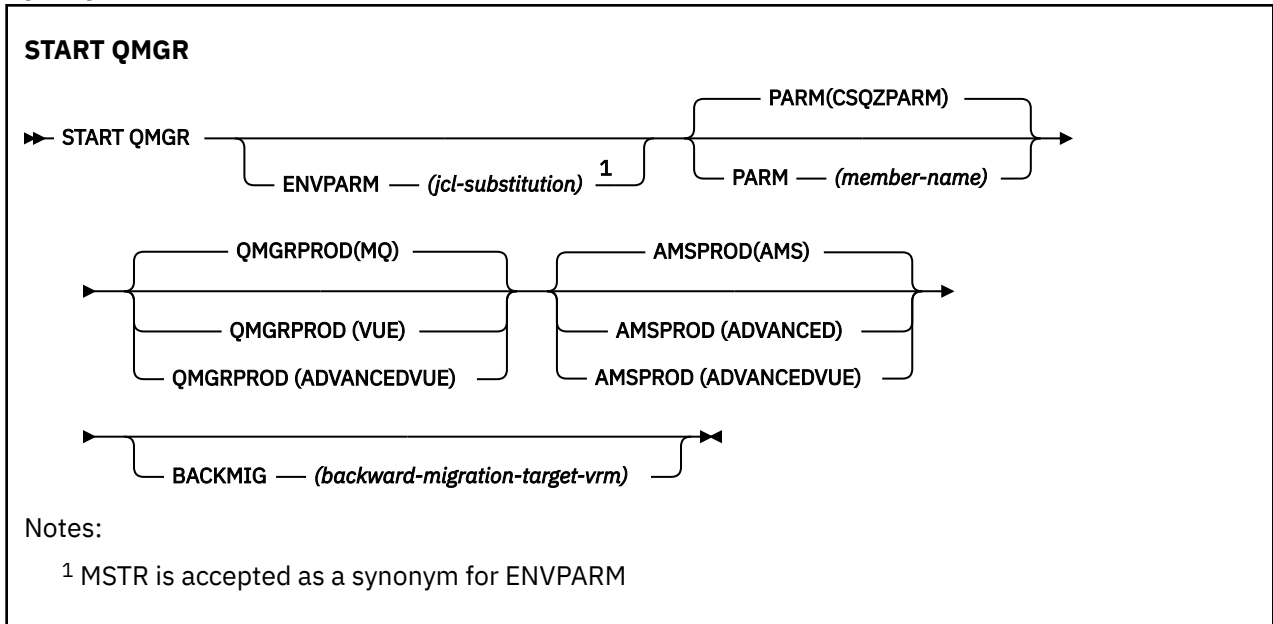 START QMGR
PARM(CSQZPARM)
START QMGR
ENVPARM (jcl-substitution) 1
PARM (member-name)
QMGRPROD(MQ)
AMSPROD(AMS)
QMGRPROD (VUE)
AMSPROD (ADVANCED)
QMGRPROD (ADVANCEDVUE)
AMSPROD (ADVANCEDVUE)
BACKMIG (backward-migration-target-vrm)
Notes:
1 MSTR is accepted as a synonym for ENVPARM